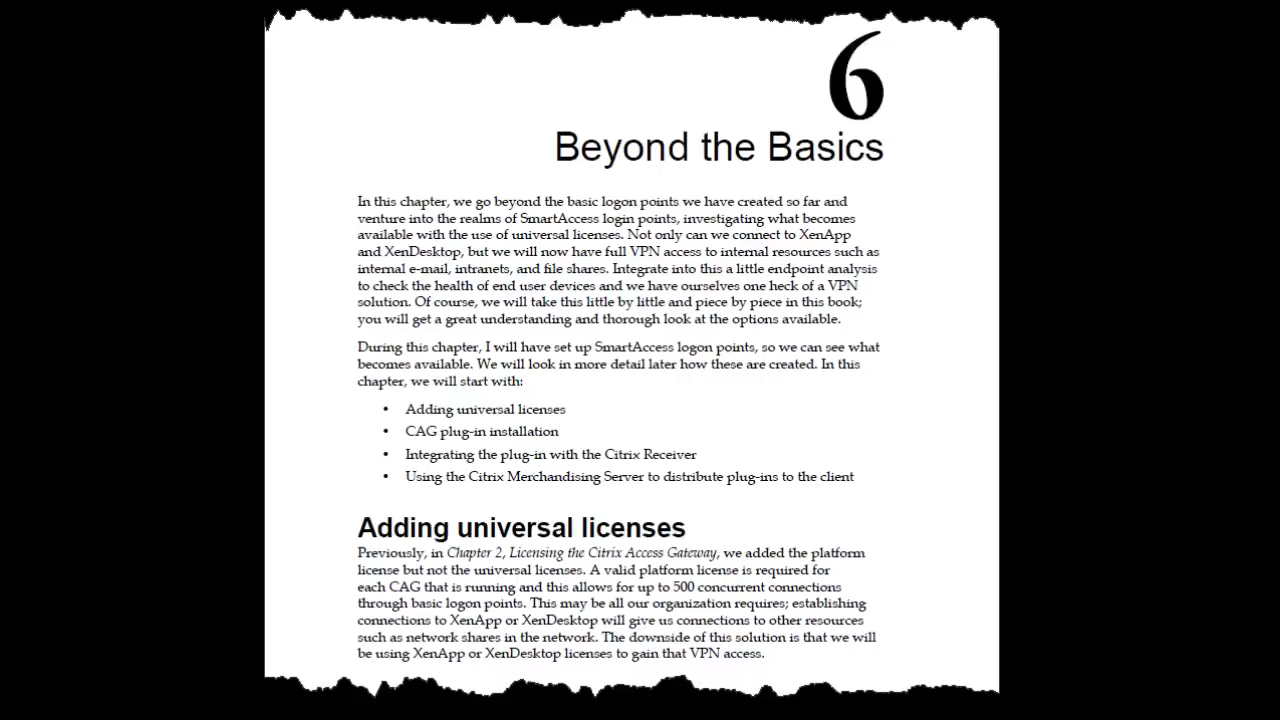 6
Beyond the Basics
In this chapter, we go beyond the basic logon points we have created so far and
venture into the realms of SmartAccess login points, investigating what becomes
available with the use of universal licenses. Not only can we connect to XenApp
and XenDesktop, but we will now have full VPN access to internal resources such as
internal e-mail, intranets, and file shares. Integrate into this a little endpoint analysis
to check the health of end user devices and we have ourselves one heck of a VPN
solution. Of course, we will take this little by little and piece by piece in this book;
you will get a great understanding and thorough look at the options available.
During this chapter, I will have set up SmartAccess logon points, so we can see what
becomes available. We will look in more detail later how these are created. In this
chapter, we will start with:
• Adding universal licenses
• CAG plug-in installation
• Integrating the plug-in with the Citrix Receiver
• Using the Citrix Merchandising Server to distribute plug-ins to the client
Adding universal licenses
Previously, in Chapter 2, Licensing the Citrix Access Gateway, we added the platform
license but not the universal licenses. A valid platform license is required for
each CAG that is running and this allows for up to 500 concurrent connections
through basic logon points. This may be all our organization requires; establishing
connections to XenApp or XenDesktop will give us connections to other resources
such as network shares in the network. The downside of this solution is that we will
be using XenApp or XenDesktop licenses to gain that VPN access.